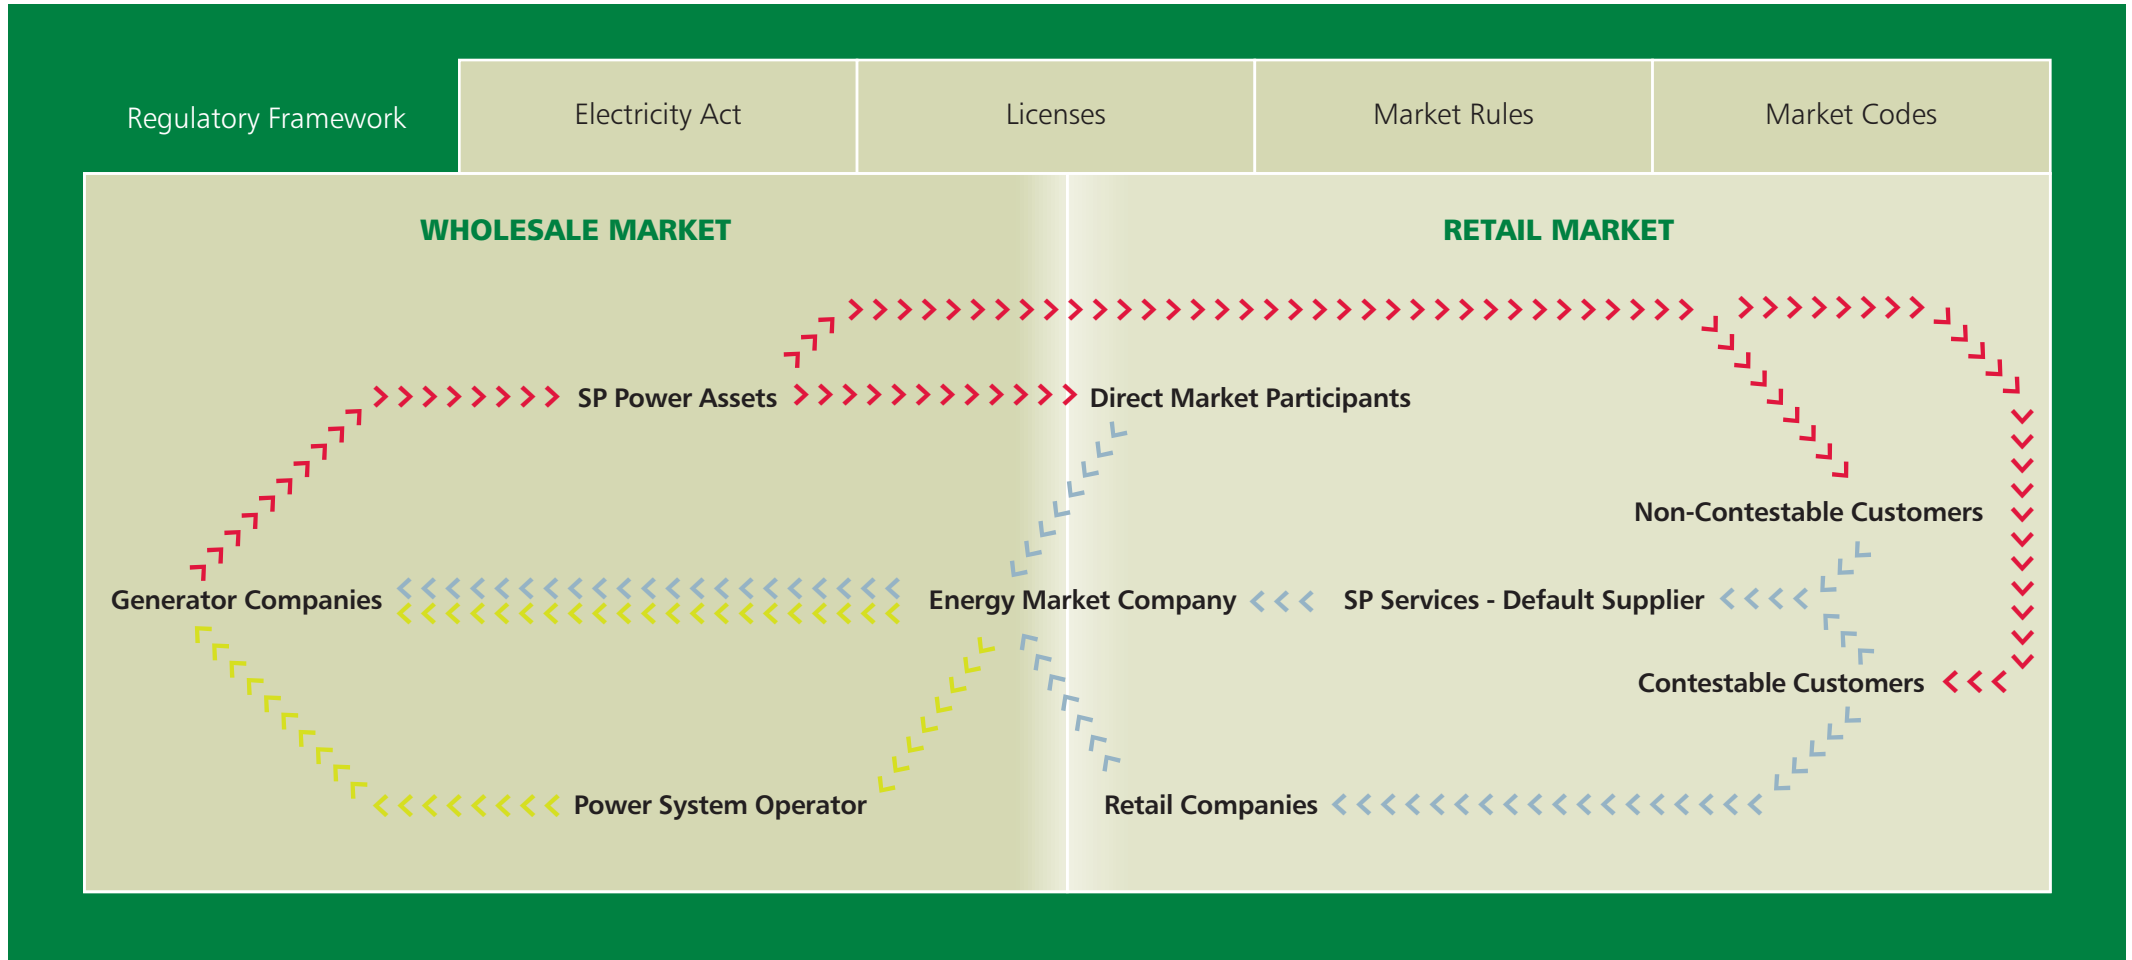 Regulatory Framework
Electricity Act
Licenses
Market Rules
Market Codes
WHOLESALE MARKET
RETAIL MARKET
SP Power Assets
Direct Market Participants
Non-Contestable Customers
Generator Companies
Energy Market Company
SP Services - Default Supplier
Contestable Customers
Power System Operator
Retail Companies